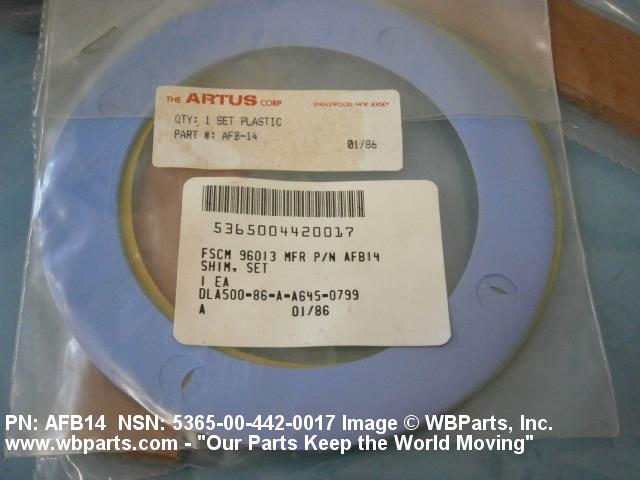 THE ARTUS CORP ENGLEWOOD, NEW JERSEY
QTY: 1 SET PLASTIC
PART #: AFB-14
01/86
5365004420017
FSCM 96013 MFR P/N AFB14
SHIM, SET
1 EA
DLA500-86-A-A645-0799
A 01/86
PN: AFB14 NSN: 5365-00-442-0017 Image © WBParts, Inc.
www.wbparts.com - "Our Parts Keep the World Moving"